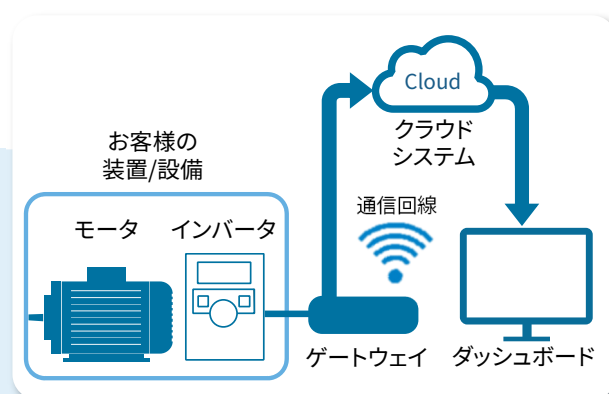 Cloud
クラウド
システム
お客様の
装置/設備
通信回線
モータ
インバータ
ゲートウェイ
ダッシュボード